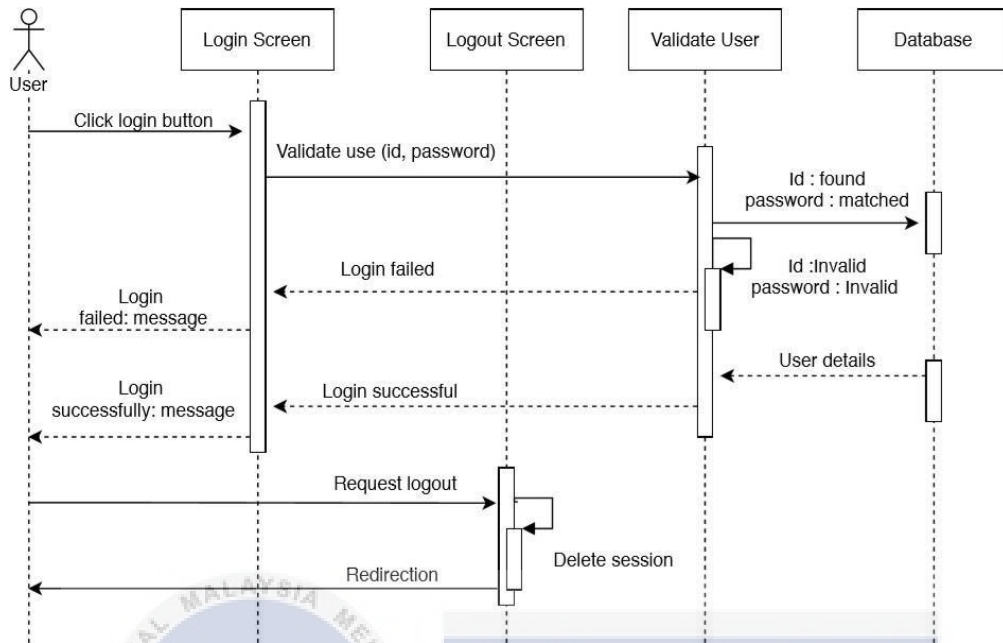 Login Screen
Logout Screen
Validate User
Database
User
Click login button
Validate use (id, password)
Id : found
password : matched
Login failed
Id :Invalid
password : Invalid
Login
failed: message
User details
Login
successfully: message
Login successful
Request logout
Delete session
Redirection
MALAYSIA